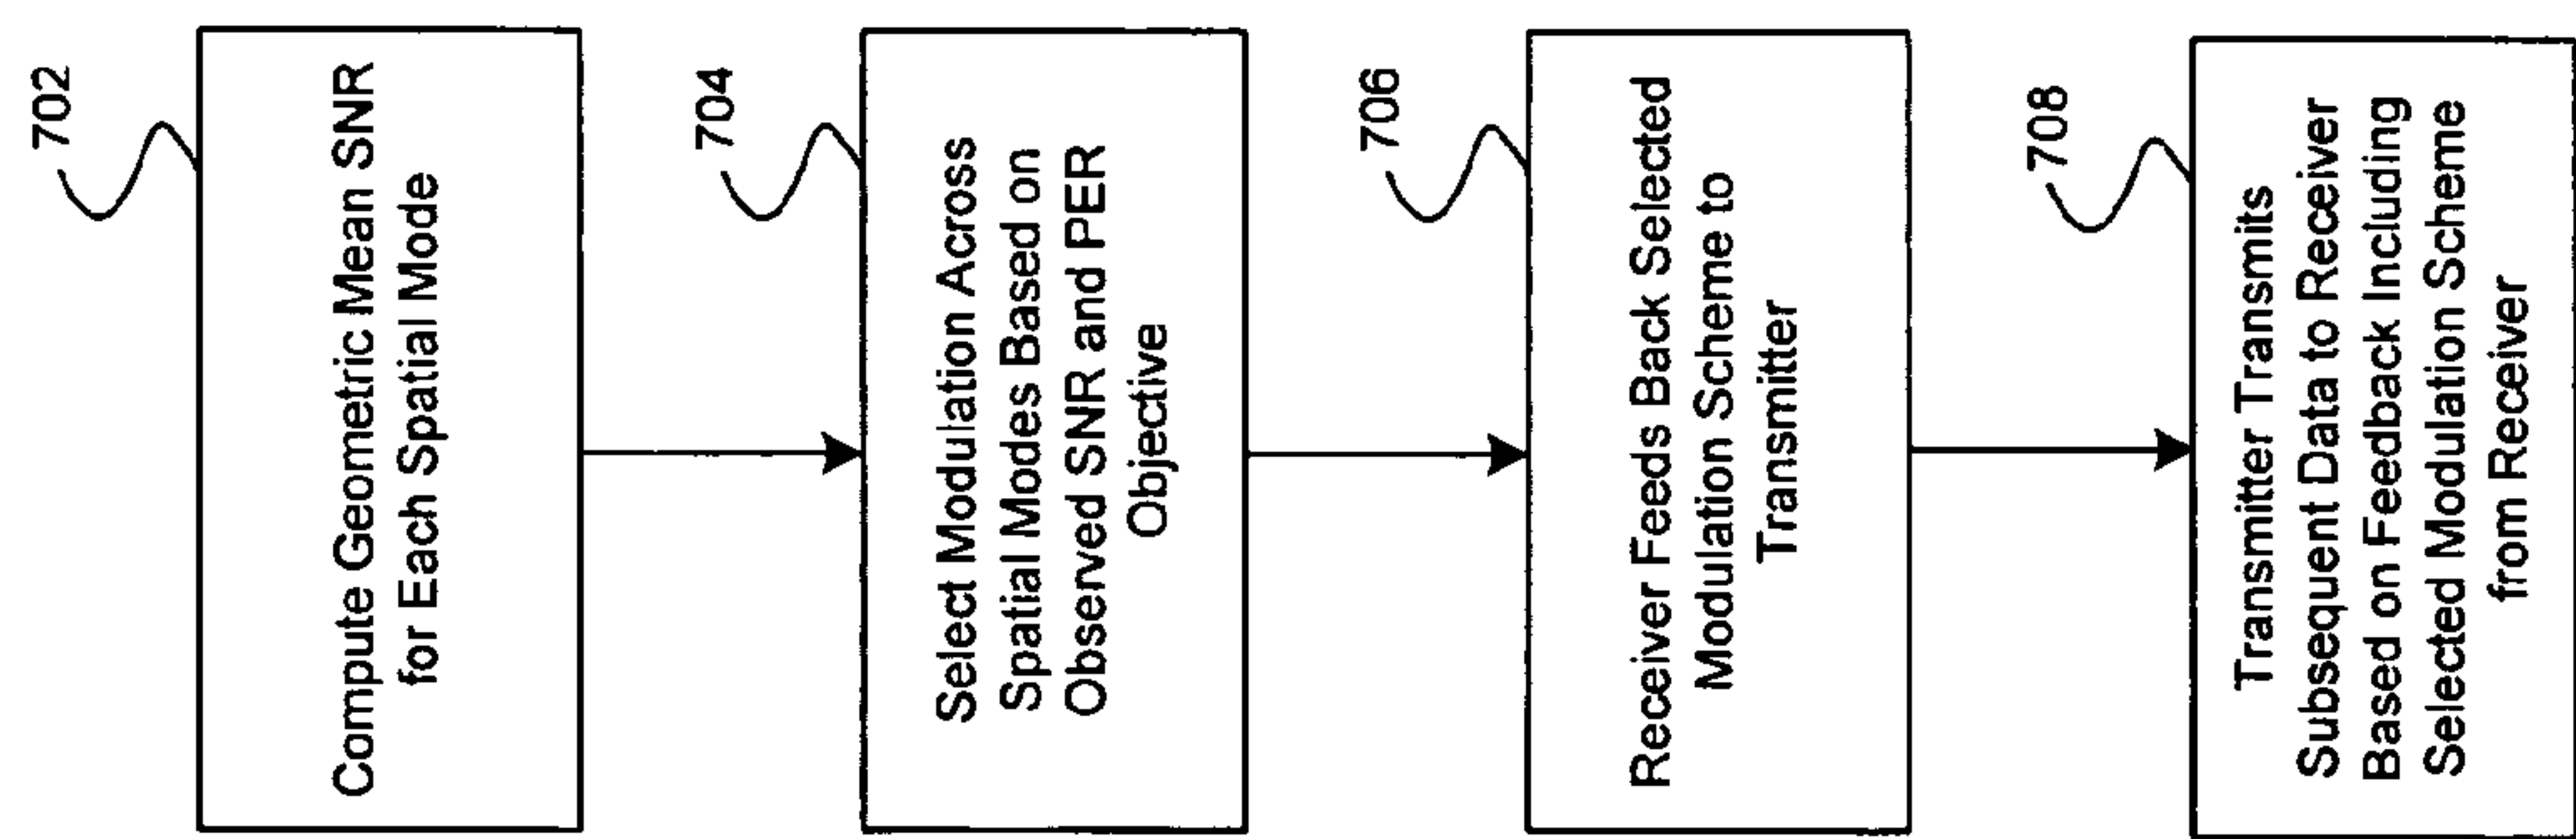 702
Compute Geometric Mean SNR
for Each Spatial Mode
704
Select Modulation Across
Spatial Modes Based on
Observed SNR and PER
Objective
706
Receiver Feeds Back Selected
Modulation Scheme to
Transmitter
708
Transmitter Transmits
Subsequent Data to Receiver
Based on Feedback Including
Selected Modulation Scheme
from Receiver